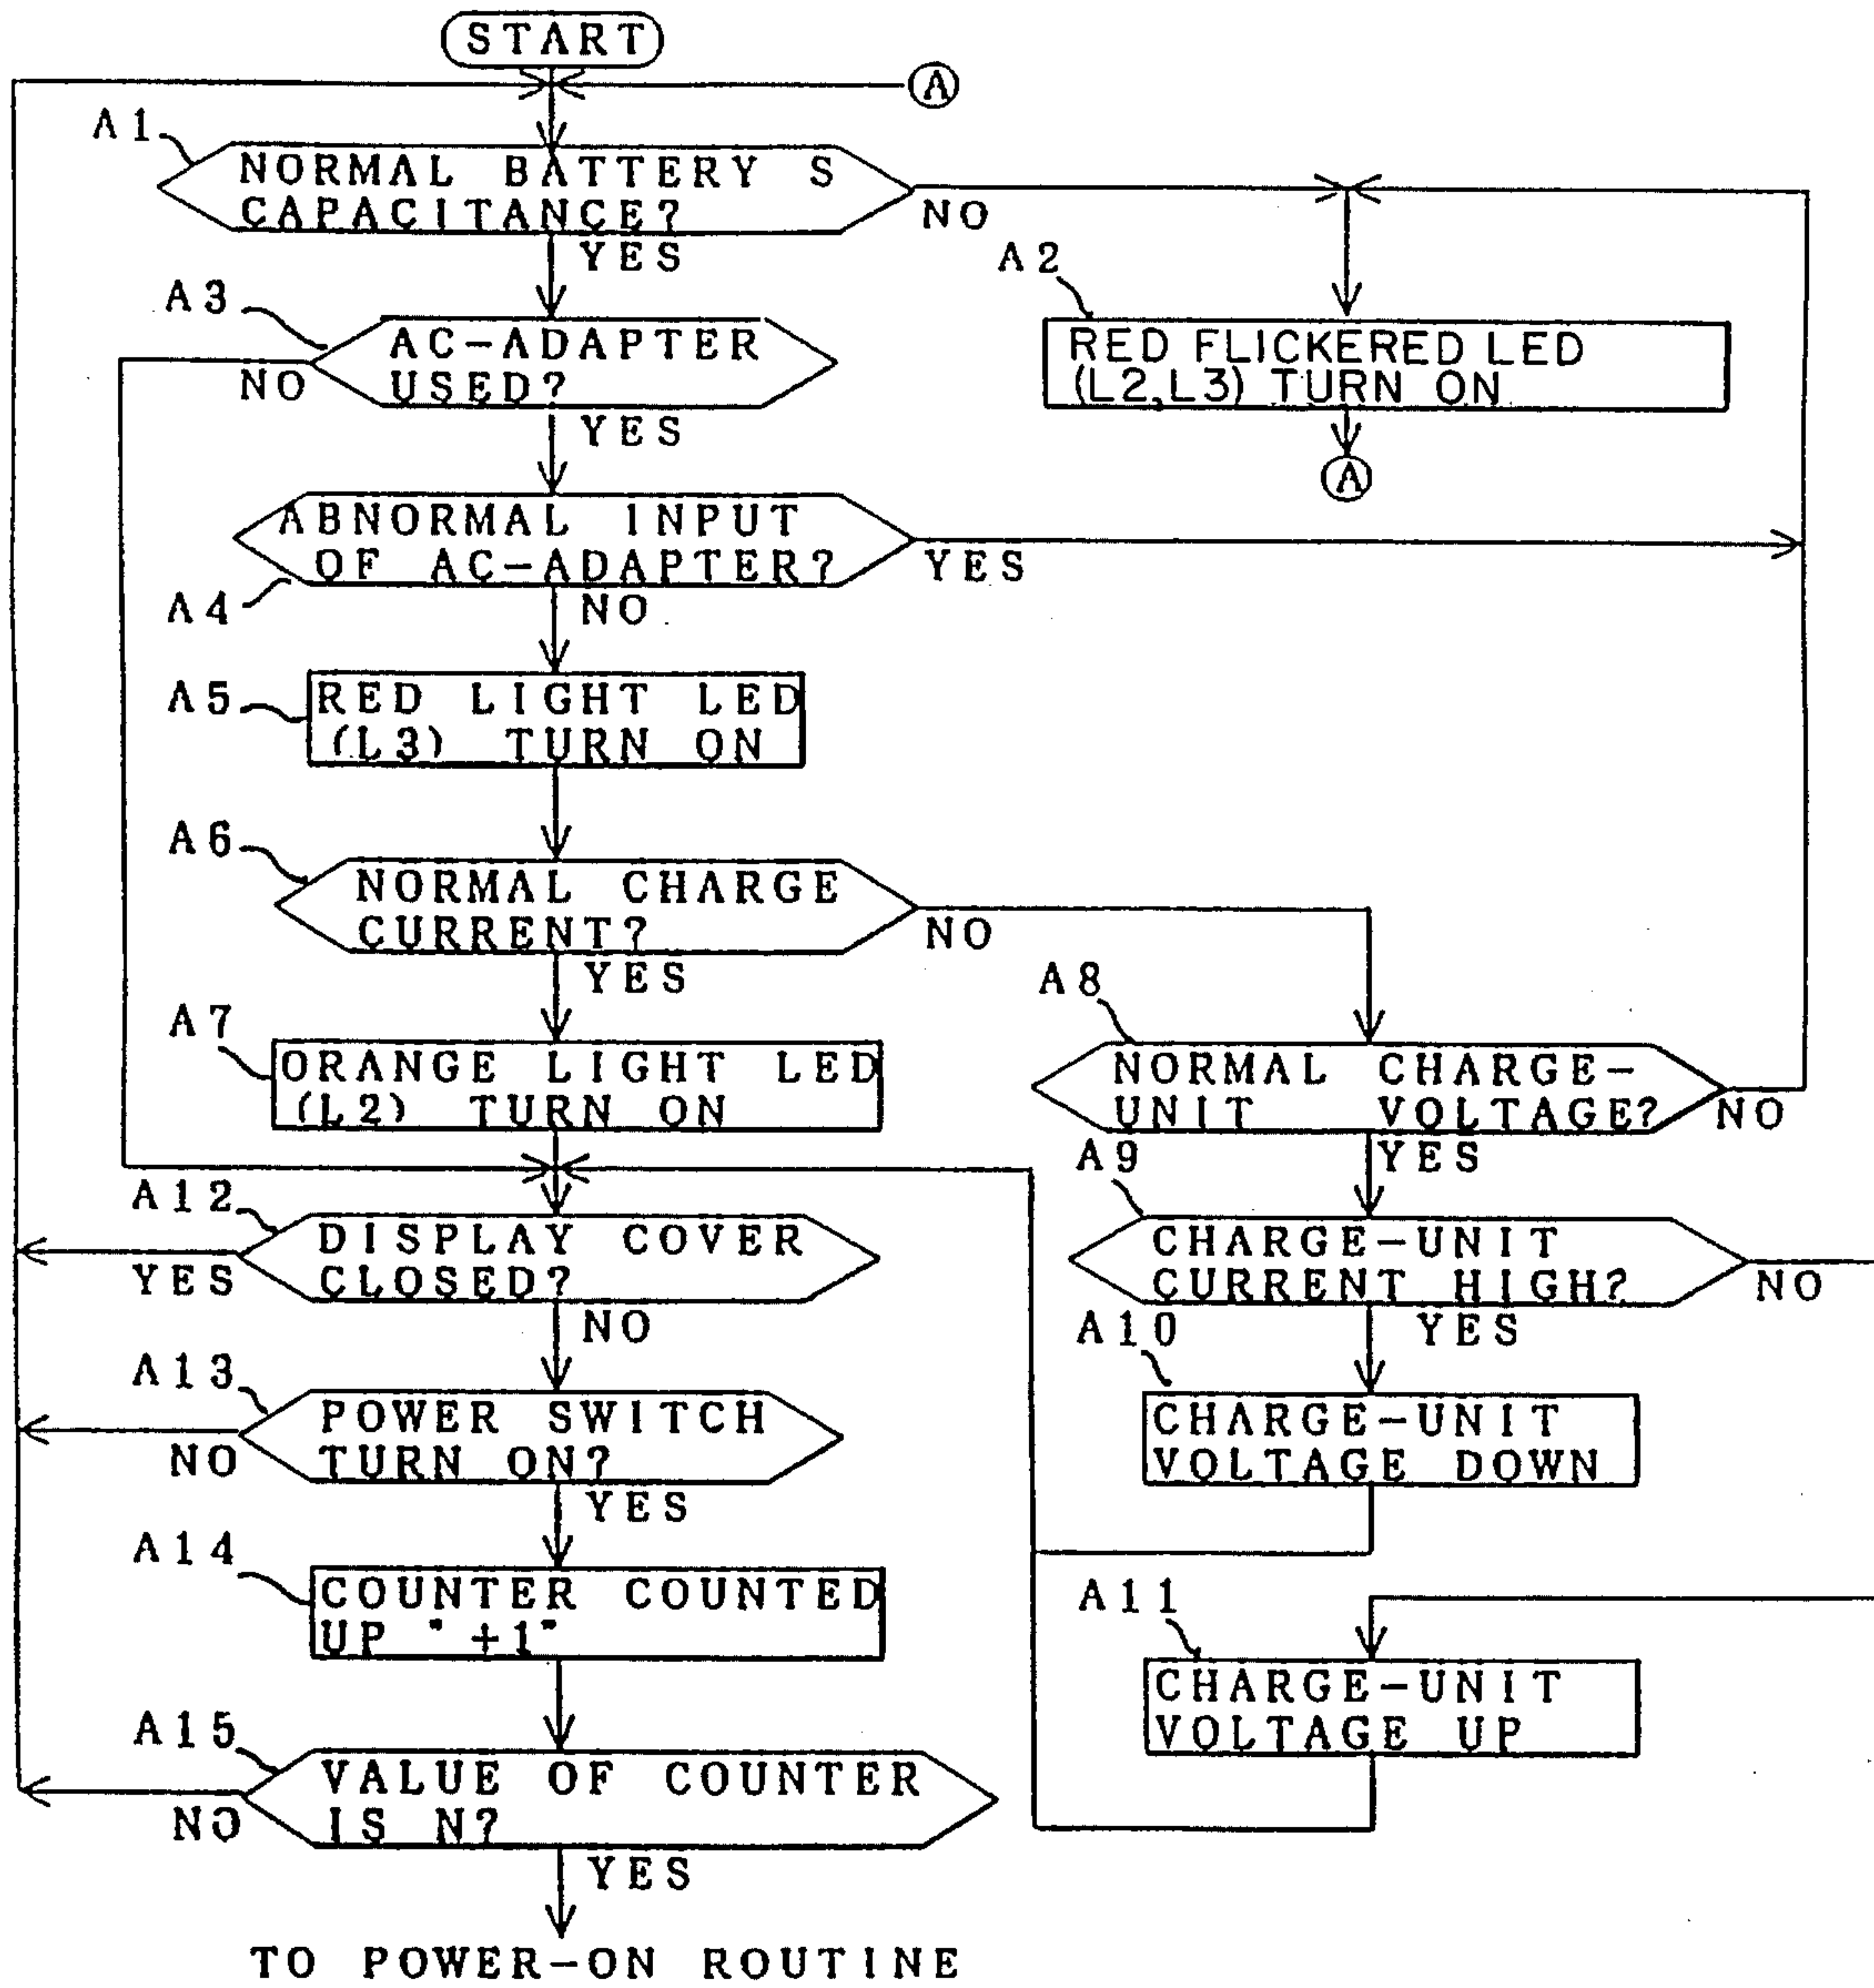 START
A
A1
NORMAL BATTERY S
CAPACITANCE?
NO
YES
A2
RED FLICKERED LED
(L2,L3) TURN ON
A
A3
AC-ADAPTER
USED?
NO
YES
ABNORMAL INPUT
OF AC-ADAPTER?
YES
A4
NO
A5
RED LIGHT LED
(L3) TURN ON
A6
NORMAL CHARGE
CURRENT?
NO
YES
A7
ORANGE LIGHT LED
(L2) TURN ON
A8
NORMAL CHARGE-
UNIT VOLTAGE?
NO
YES
A9
CHARGE-UNIT
CURRENT HIGH?
NO
YES
A10
CHARGE-UNIT
VOLTAGE DOWN
A11
CHARGE-UNIT
VOLTAGE UP
A12
DISPLAY COVER
CLOSED?
YES
NO
A13
POWER SWITCH
TURN ON?
NO
YES
A14
COUNTER COUNTED
UP "+1"
A15
VALUE OF COUNTER
IS N?
NO
YES
TO POWER-ON ROUTINE